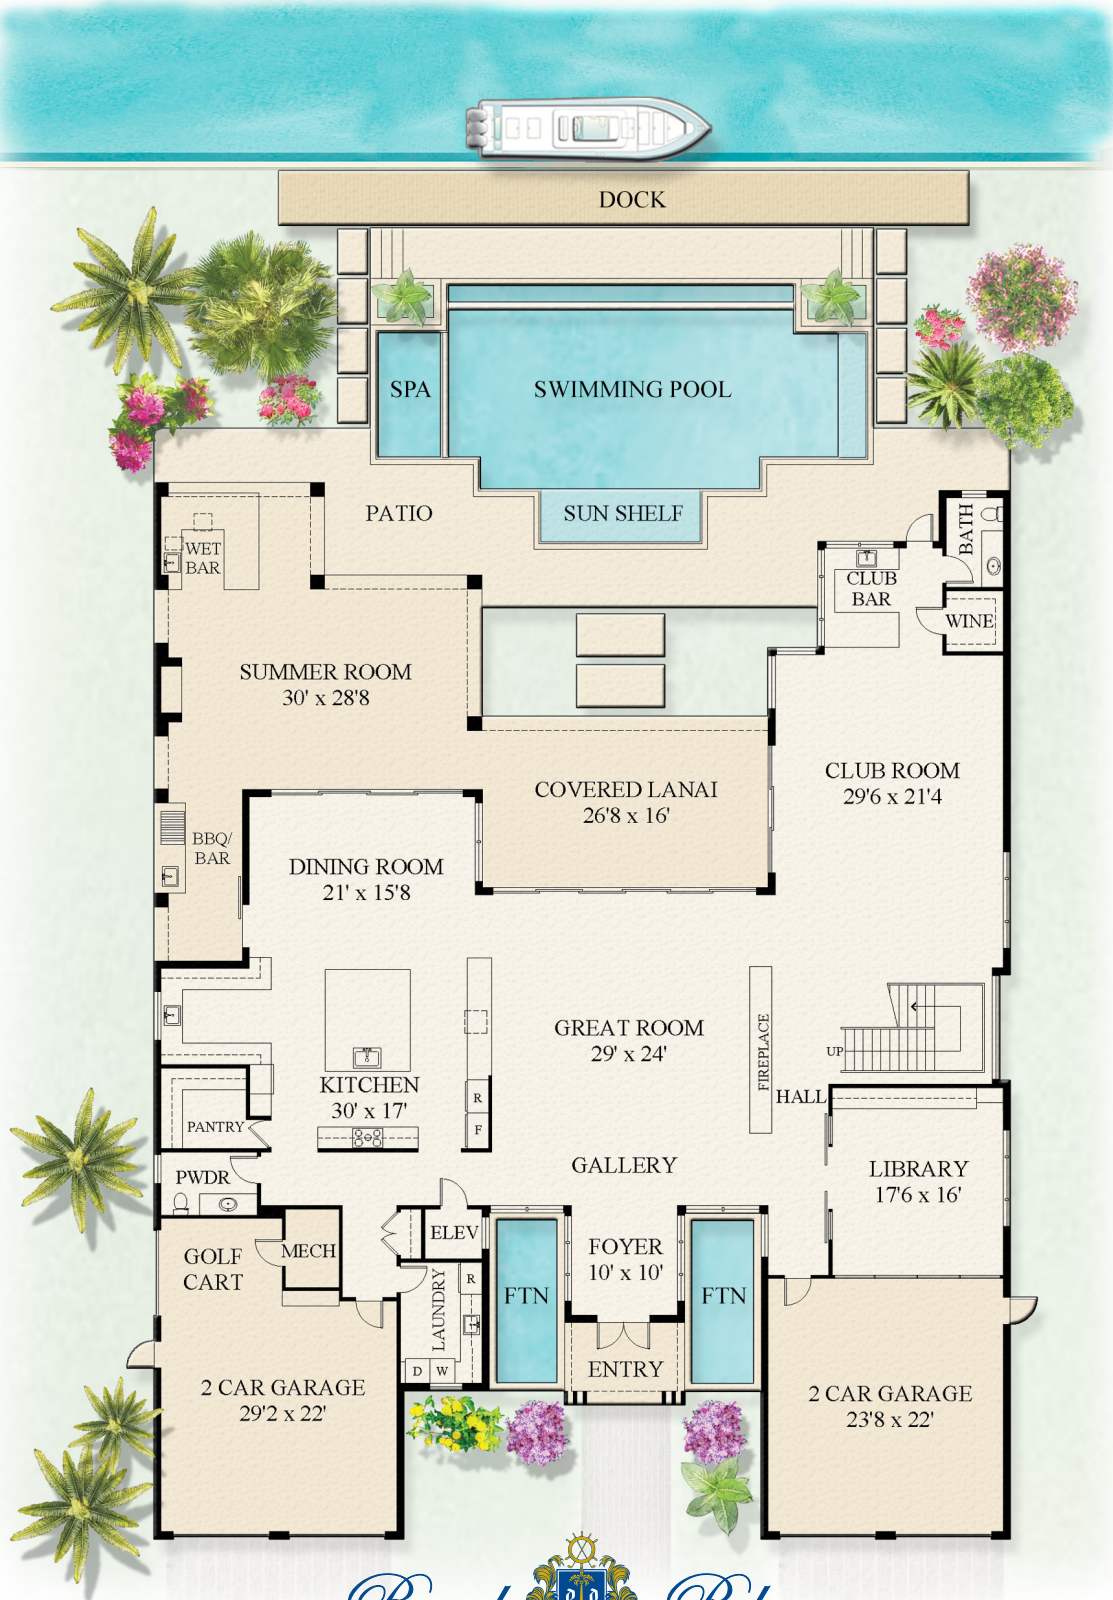 DOCK
SPA
SWIMMING POOL
PATIO
SUN SHELF
BATH
WET
BAR
CLUB
BAR
WINE
SUMMER ROOM
30' x 28'8
COVERED LANAI
26'8 x 16'
CLUB ROOM
29'6 x 21'4
BBQ/
BAR
DINING ROOM
21' x 15'8
GREAT ROOM
29' x 24'
FIREPLACE
UP
KITCHEN
30' x 17'
R
F
HALL
PANTRY
GALLERY
LIBRARY
17'6 x 16'
PWDR
ELEV
GOLF
CART
MECH
FOYER
10' x 10'
LAUNDRY
R
FTN
FTN
D
W
ENTRY
2 CAR GARAGE
29'2 x 22'
2 CAR GARAGE
23'8 x 22'